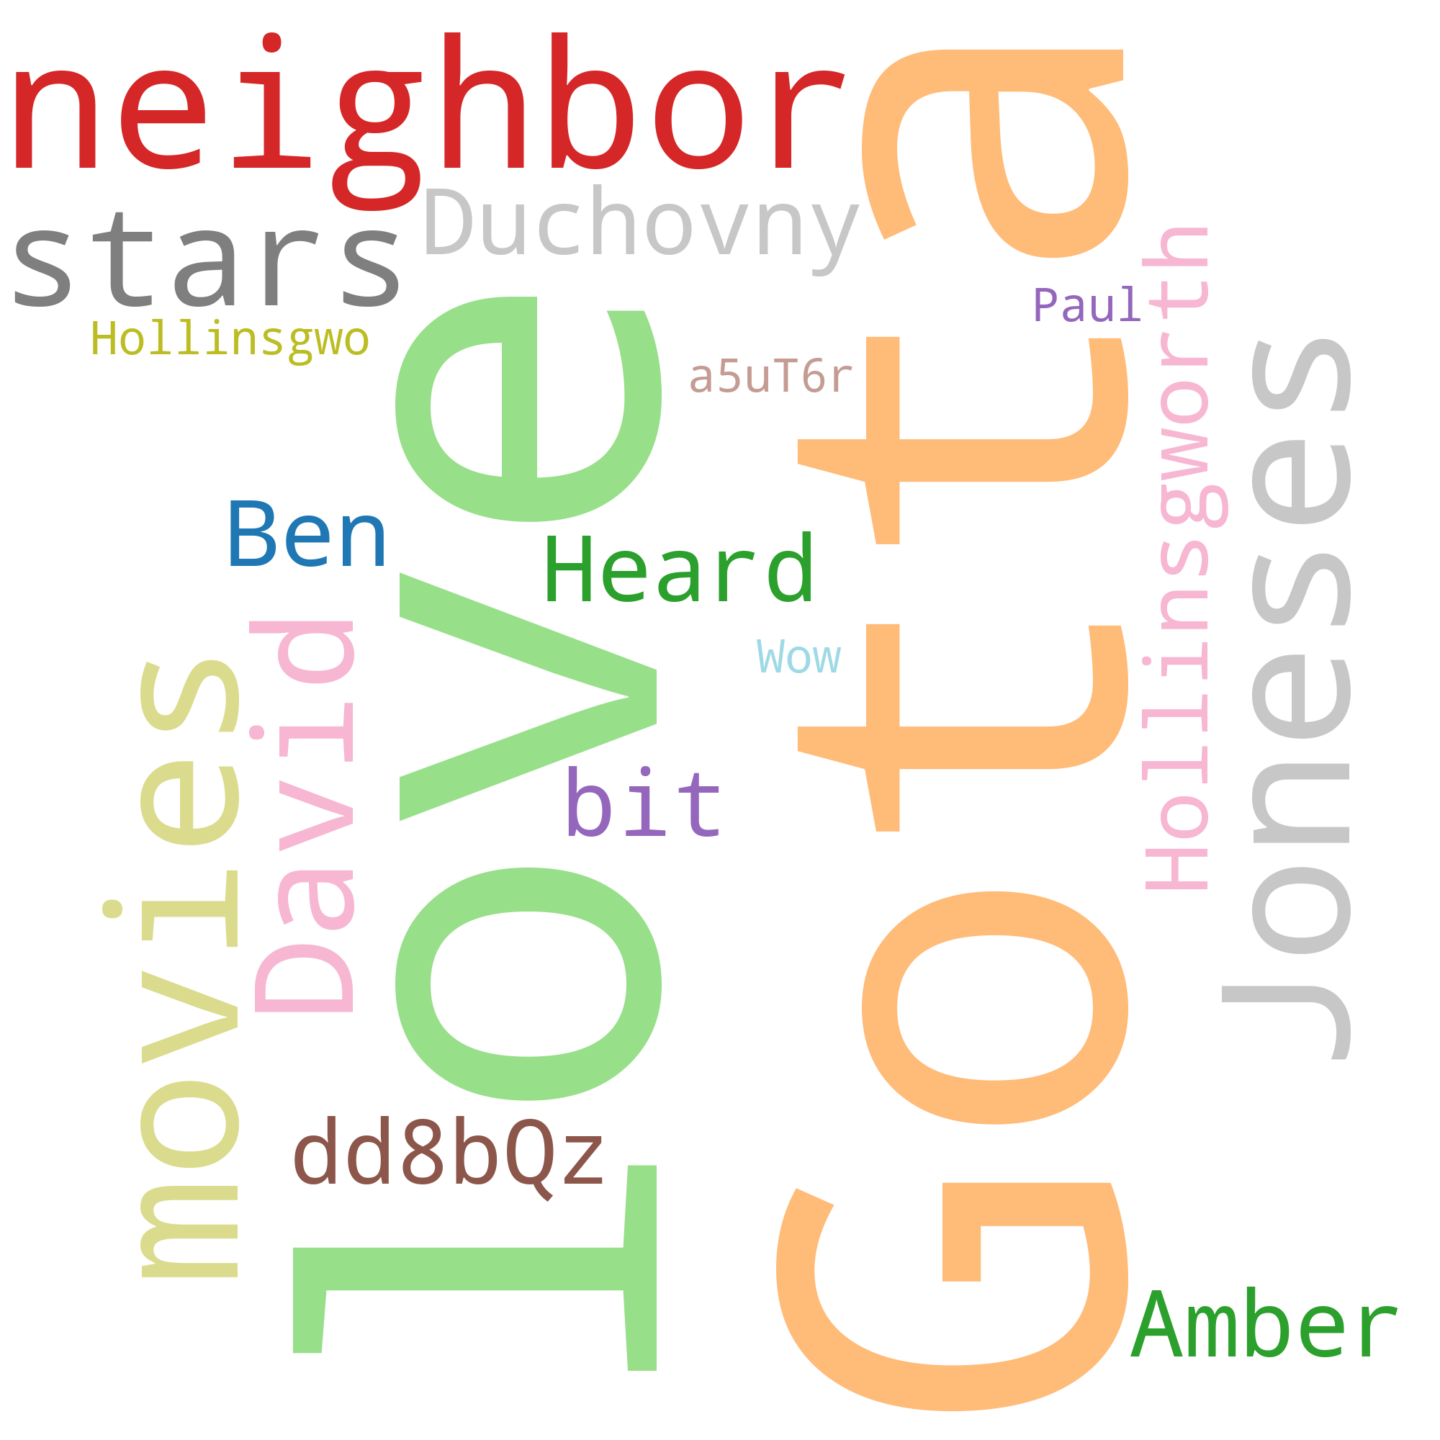 neighbor
Duchovny
stars
Hollinsgwo
Paul
a5uT6r
Ben
Heard
Wow
bit
dd8bQz
Amber
movies
David
love
Gotta
Hollinsgworth
Joneses